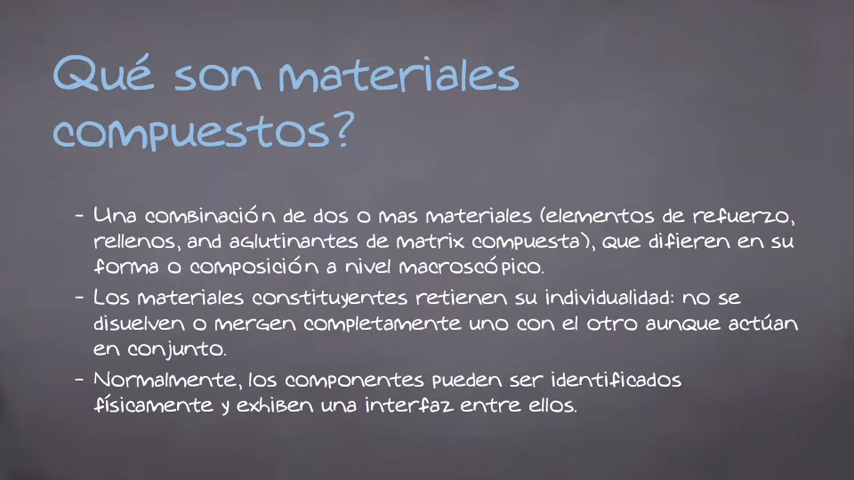 Qué son materiales
compuestos?
- Una combinación de dos o mas materiales (elementos de refuerzo,
rellenos, and aglutinantes de matrix compuesta), que difieren en su
forma o composición a nivel macroscópico.
- Los materiales constituyentes retienen su individualidad: no se
disuelven o mergen completamente uno con el otro aunque actúan
en conjunto.
- Normalmente, los componentes pueden ser identificados
físicamente y exhiben una interfaz entre ellos.